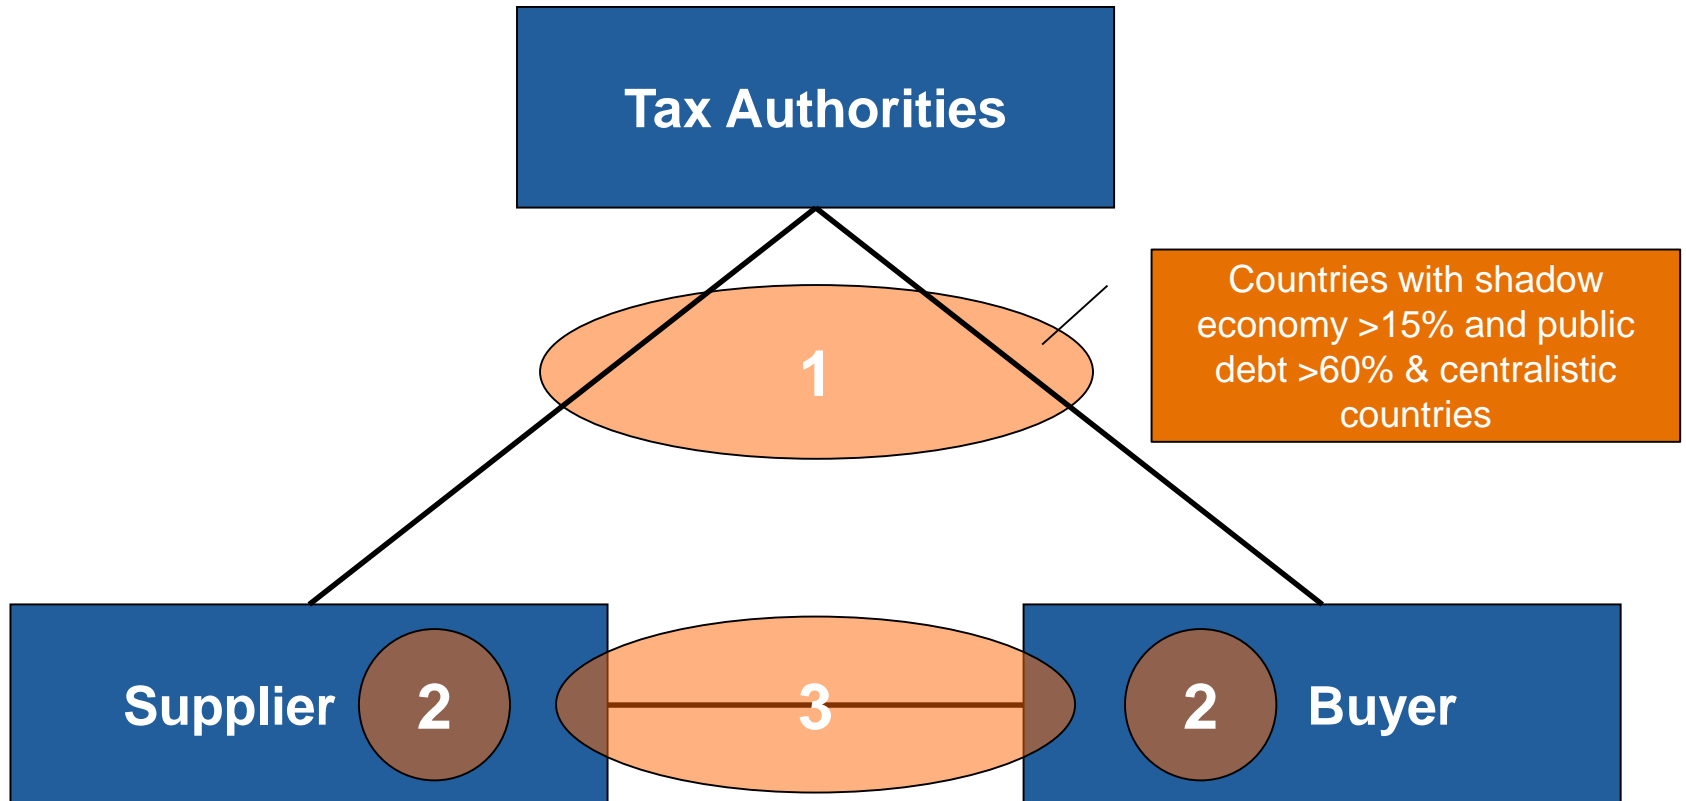 Tax Authorities
Countries with shadow
economy >15% and public
debt >60% & centralistic
countries
1
Supplier
2
3
2
Buyer